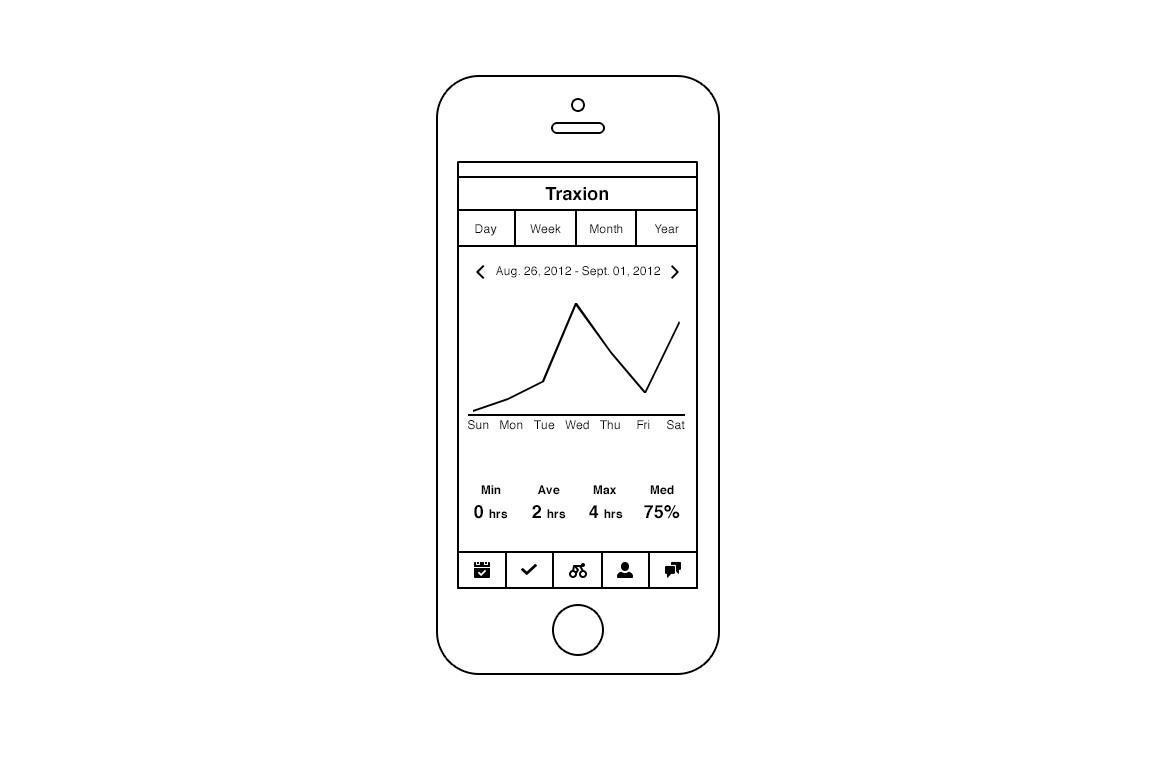 Traxion
Day Week Month Year
Aug. 26, 2012 - Sept. 01, 2012
Sun Mon Tue Wed Thu Fri Sat
Min Ave Max Med
0 hrs 2 hrs 4 hrs 75%